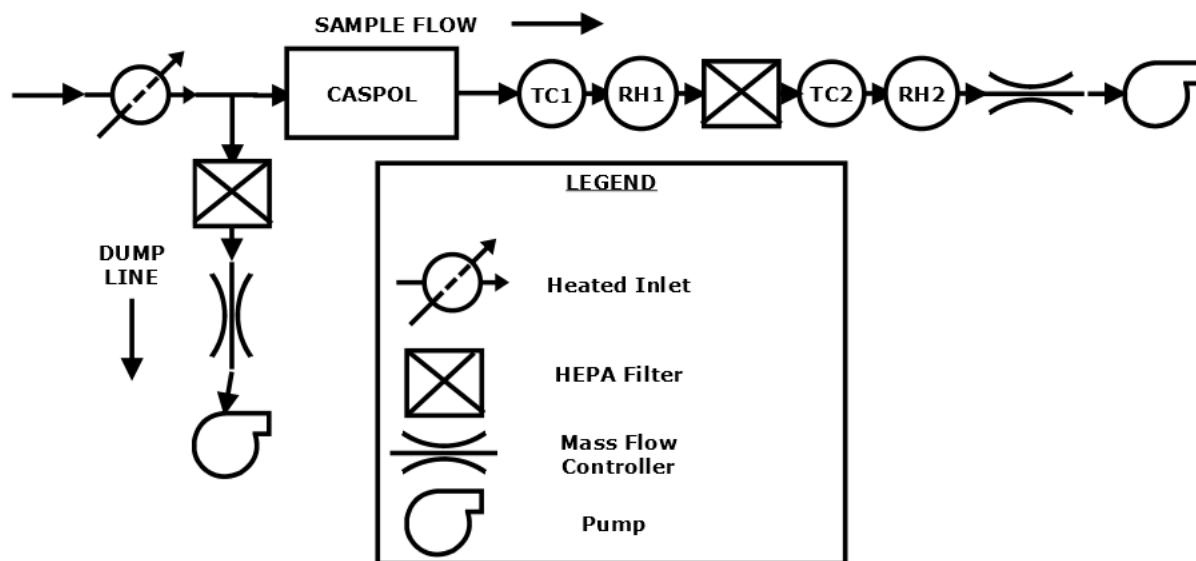 SAMPLE FLOW
CASPOL
TC1
RH1
TC2
RH2
DUMP
LINE
LEGEND
Heated Inlet
HEPA Filter
Mass Flow
Controller
Pump